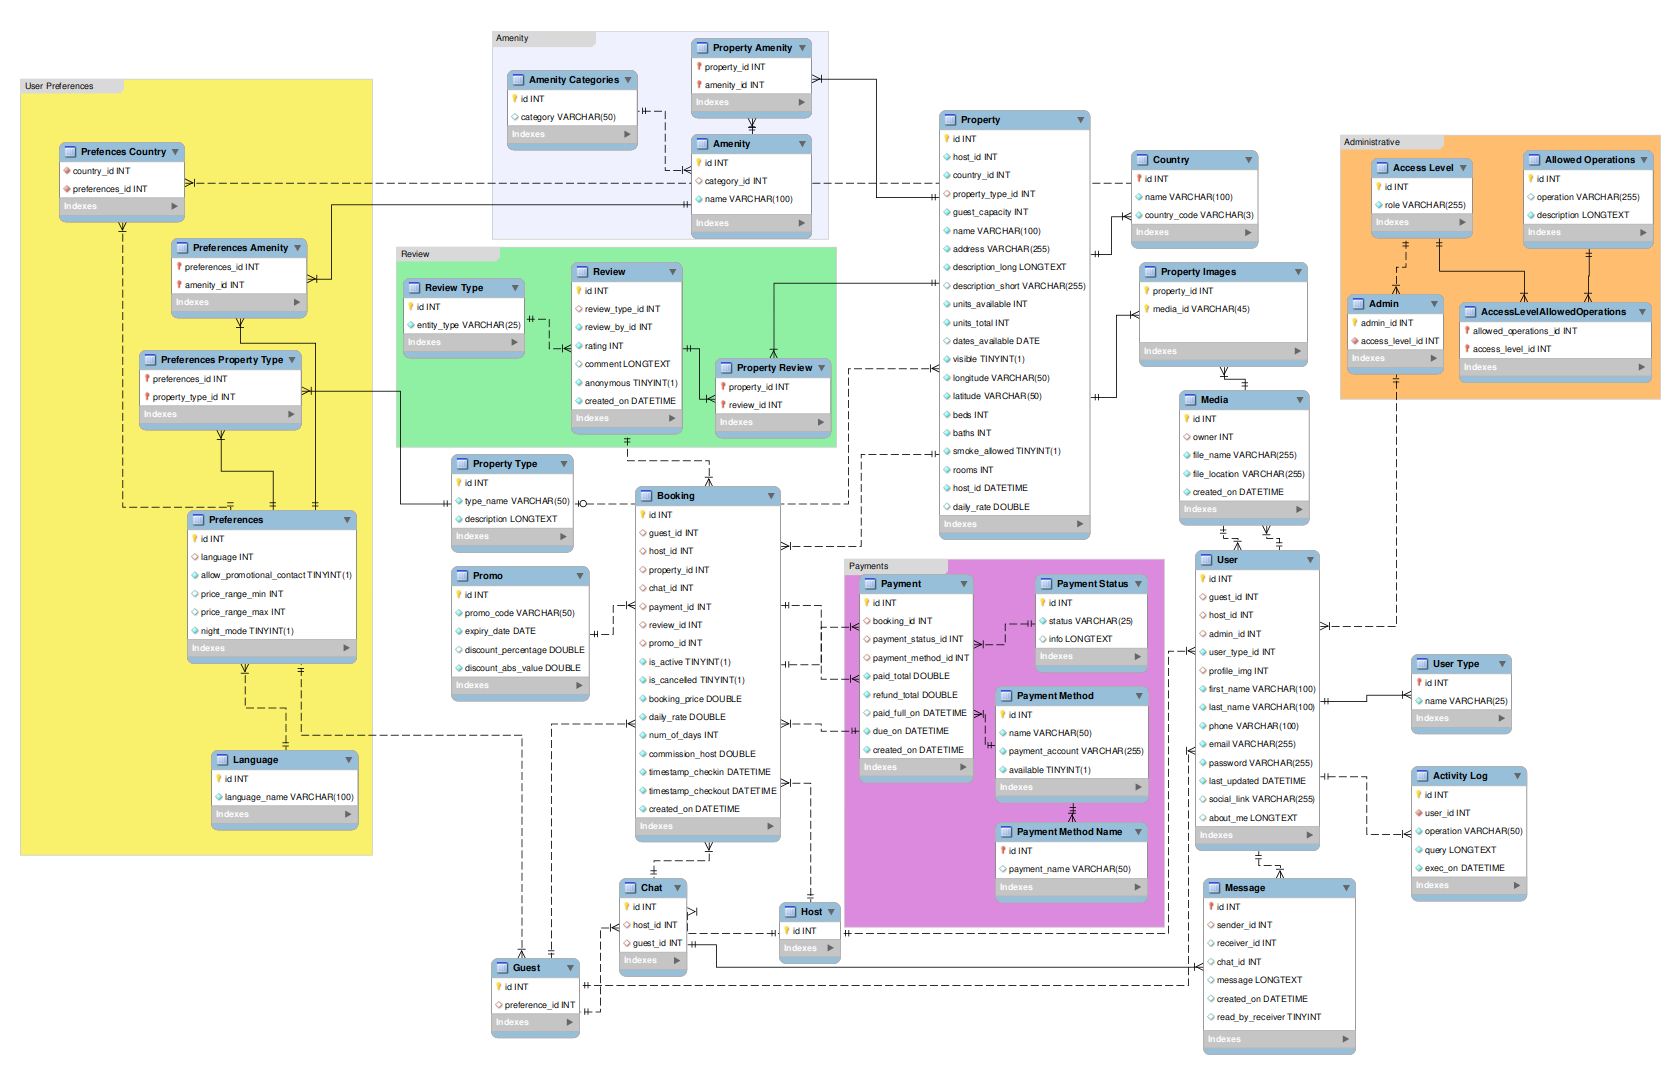 User Preferences
Prefences Country
country_id INT
preferences_id INT
Indexes
Preferences Amenity
preferences_id INT
amenity_id INT
Indexes
Preferences Property Type
preferences_id INT
property_type_id INT
Indexes
Preferences
id INT
language INT
allow_promotional_contact TINYINT(1)
price_range_min INT
price_range_max INT
night_mode TINYINT(1)
Indexes
Language
id INT
language_name VARCHAR(100)
Indexes
Amenity
Amenity Categories
id INT
category VARCHAR(50)
Indexes
Property Amenity
property_id INT
amenity_id INT
Indexes
Amenity
id INT
category_id INT
name VARCHAR(100)
Indexes
Review
Review Type
id INT
entity_type VARCHAR(25)
Indexes
Review
id INT
review_type_id INT
review_by_id INT
rating INT
comment LONGTEXT
anonymous TINYINT(1)
created_on DATETIME
Indexes
Property Review
property_id INT
review_id INT
Indexes
Property Type
id INT
type_name VARCHAR(50)
description LONGTEXT
Indexes
Promo
id INT
promo_code VARCHAR(50)
expiry_date DATE
discount_percentage DOUBLE
discount_abs_value DOUBLE
Indexes
Booking
id INT
guest_id INT
host_id INT
property_id INT
chat_id INT
payment_id INT
review_id INT
promo_id INT
is_active TINYINT(1)
is_cancelled TINYINT(1)
booking_price DOUBLE
daily_rate DOUBLE
num_of_days INT
commission_host DOUBLE
timestamp_checkin DATETIME
timestamp_checkout DATETIME
created_on DATETIME
Indexes
Chat
id INT
host_id INT
guest_id INT
Indexes
Guest
id INT
preference_id INT
Indexes
Host
id INT
Indexes
Property
id INT
host_id INT
country_id INT
property_type_id INT
guest_capacity INT
name VARCHAR(100)
address VARCHAR(255)
description_long LONGTEXT
description_short VARCHAR(255)
units_available INT
units_total INT
dates_available DATE
visible TINYINT(1)
longitude VARCHAR(50)
latitude VARCHAR(50)
beds INT
baths INT
smoke_allowed TINYINT(1)
rooms INT
host_id DATETIME
daily_rate DOUBLE
Indexes
Country
id INT
name VARCHAR(100)
country_code VARCHAR(3)
Indexes
Property Images
property_id INT
media_id VARCHAR(45)
Indexes
Media
id INT
owner INT
file_name VARCHAR(255)
file_location VARCHAR(255)
created_on DATETIME
Indexes
Payments
Payment
id INT
booking_id INT
payment_status_id INT
payment_method_id INT
paid_total DOUBLE
refund_total DOUBLE
paid_full_on DATETIME
due_on DATETIME
created_on DATETIME
Indexes
Payment Status
id INT
status VARCHAR(25)
info LONGTEXT
Indexes
Payment Method
id INT
name VARCHAR(50)
payment_account VARCHAR(255)
available TINYINT(1)
Indexes
Payment Method Name
id INT
payment_name VARCHAR(50)
Indexes
User
id INT
guest_id INT
host_id INT
admin_id INT
user_type_id INT
profile_img INT
first_name VARCHAR(100)
last_name VARCHAR(100)
phone VARCHAR(100)
email VARCHAR(255)
password VARCHAR(255)
last_updated DATETIME
social_link VARCHAR(255)
about_me LONGTEXT
Indexes
Message
id INT
sender_id INT
receiver_id INT
chat_id INT
message LONGTEXT
created_on DATETIME
read_by_receiver TINYINT
Indexes
Administrative
Access Level
id INT
role VARCHAR(255)
Indexes
Allowed Operations
id INT
operation VARCHAR(255)
description LONGTEXT
Indexes
Admin
admin_id INT
access_level_id INT
Indexes
AccessLevelAllowedOperations
allowed_operations_id INT
access_level_id INT
Indexes
User Type
id INT
name VARCHAR(25)
Indexes
Activity Log
id INT
user_id INT
operation VARCHAR(50)
query LONGTEXT
exec_on DATETIME
Indexes